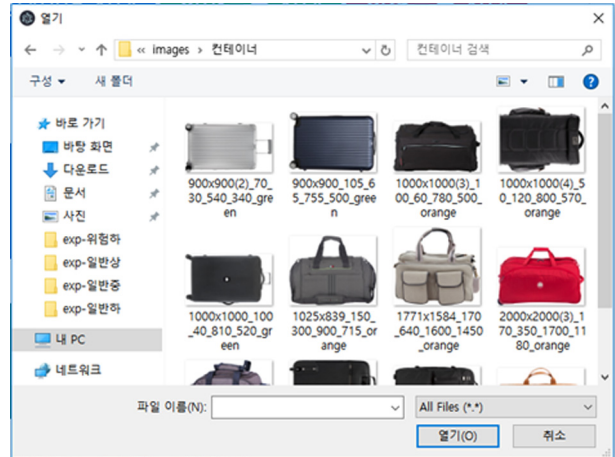 열기
« images › 컨테이너
컨테이너 검색
구성
새 폴더
바로 가기
바탕 화면
다운로드
문서
사진
exp-위험하
exp-일반상
exp-일반중
exp-일반하
내 PC
네트워크
900x900(2)_70_
30_540_340_gre
en
900x900_105_6
5_755_500_gree
n
1000x1000(3)_1
00_60_780_500_
orange
1000x1000(4)_5
0_120_800_570_
orange
1000x1000_100
_40_810_520_gr
een
1025x839_150_
300_900_715_or
ange
1771x1584_170
_640_1600_1450
_orange
2000x2000(3)_1
70_350_1700_11
80_orange
파일 이름(N):
All Files (*.*)
열기(O)
취소